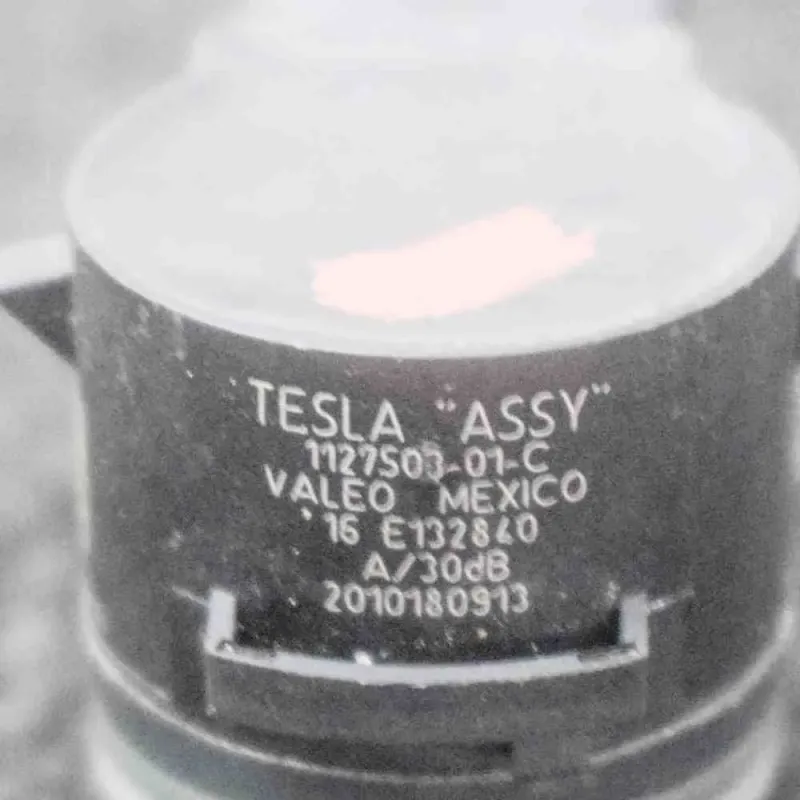 TESLA "ASSY"
1127503-01-C
VALEO MEXICO
16 E132840
A/30dB
2010180913